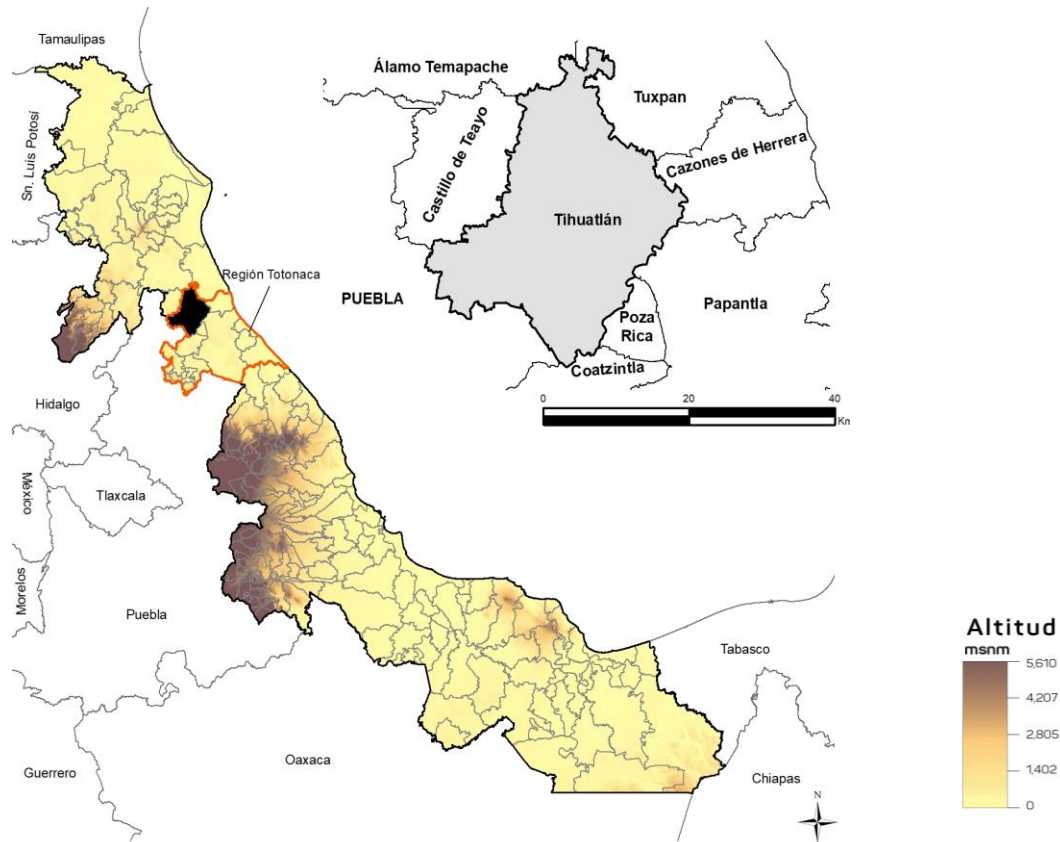 Tamaulipas
Sn. Luís Potosí
Región Totonaca
Hidalgo
México
Tlaxcala
Morelos
Puebla
Guerrero
Oaxaca
Tabasco
Chiapas
Álamo Temapache
Tuxpan
Castillo de Teayo
Cazones de Herrera
Tihuatlán
PUEBLA
Papantla
Poza
Rica
Coatzintla
0 20 40
Km
Altitud
msnm
5,610
4,207
2,805
1,402
0
N